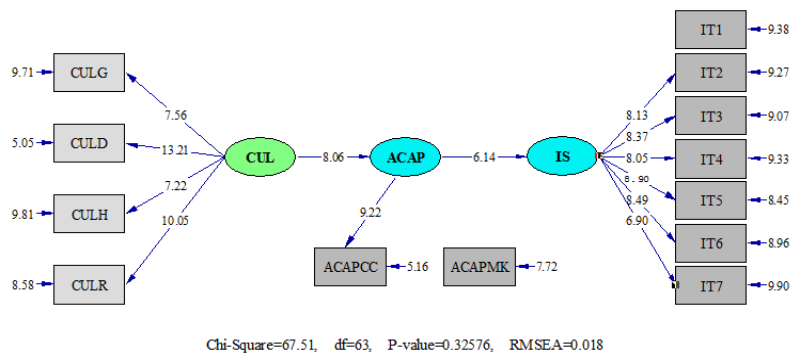 IT1
9.38
9.71
CULG
IT2
9.27
8.13
7.56
IT3
9.07
8.37
5.05
CULD
13.21
CUL
8.06
ACAP
6.14
IS
8.05
IT4
9.33
8.90
IT5
8.45
9.81
CULH
7.22
8.49
10.05
9.22
6.90
IT6
8.96
8.58
CULR
ACAPCC
5.16
ACAPMK
7.72
IT7
9.90
Chi-Square=67.51, df=63, P-value=0.32576, RMSEA=0.018